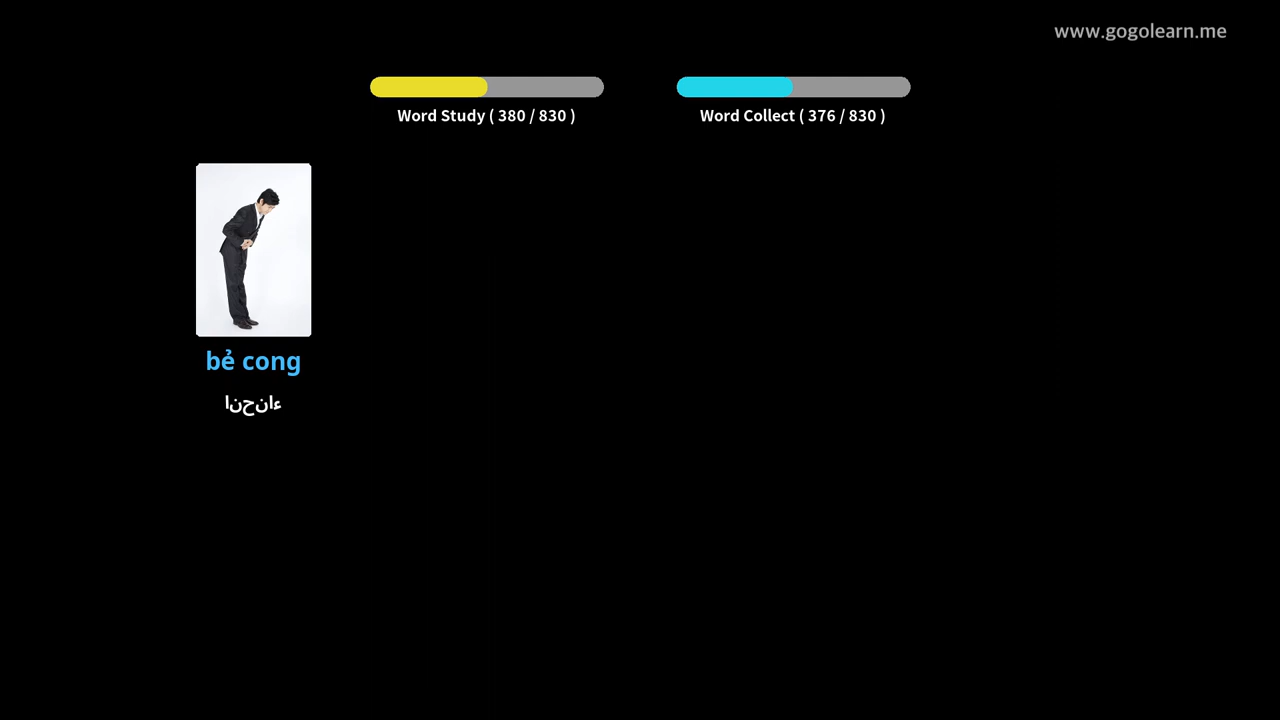 www.gogolearn.me
Word Study ( 380 / 830 )
Word Collect ( 376 / 830 )
bẻ cong
انحناء